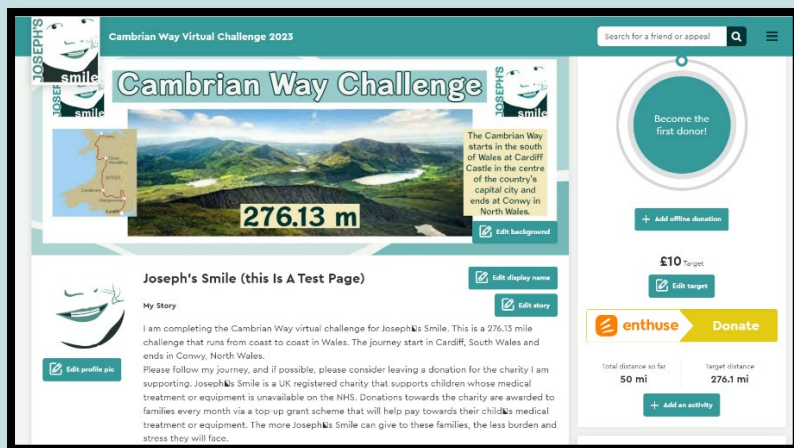 JOSEPH'S
smile
Cambrian Way Virtual Challenge 2023
Search for a friend or appeal
JOSEPH'S
smile
Cambrian Way Challenge
JOSEPH'S
smile
WALES
Cardiff
276.13 m
The Cambrian Way
starts in the south
of Wales at Cardiff
Castle in the centre
of the country's
capital city and
ends at Conwy in
North Wales.
Edit background
Joseph's Smile (this Is A Test Page)
Edit display name
My Story
Edit story
I am completing the Cambrian Way virtual challenge for Joseph s Smile. This is a 276.13 mile
challenge that runs from coast to coast in Wales. The journey start in Cardiff, South Wales and
ends in Conwy, North Wales.
Please follow my journey, and if possible, please consider leaving a donation for the charity I am
supporting. Joseph s Smile is a UK registered charity that supports children whose medical
treatment or equipment is unavailable on the NHS. Donations towards the charity are awarded to
families every month via a top-up grant scheme that will help pay towards their child s medical
treatment or equipment. The more Joseph s Smile can give to these families, the less burden and
stress they will face.
Edit profile pic
Become the
first donor!
+ Add offline donation
£10 Target
Edit target
enthuse
Donate
Total distance so far
50 mi
Target distance
276.1 mi
+ Add an activity